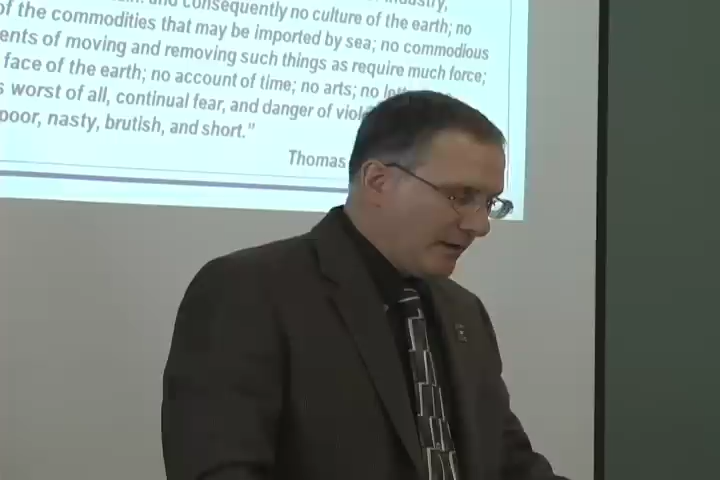 consequently no culture of the earth; no
of the commodities that may be imported by sea; no commodious
ents of moving and removing such things as require much force;
face of the earth; no account of time; no arts; no
worst of all, continual fear, and danger of
poor, nasty, brutish, and short."
Thomas